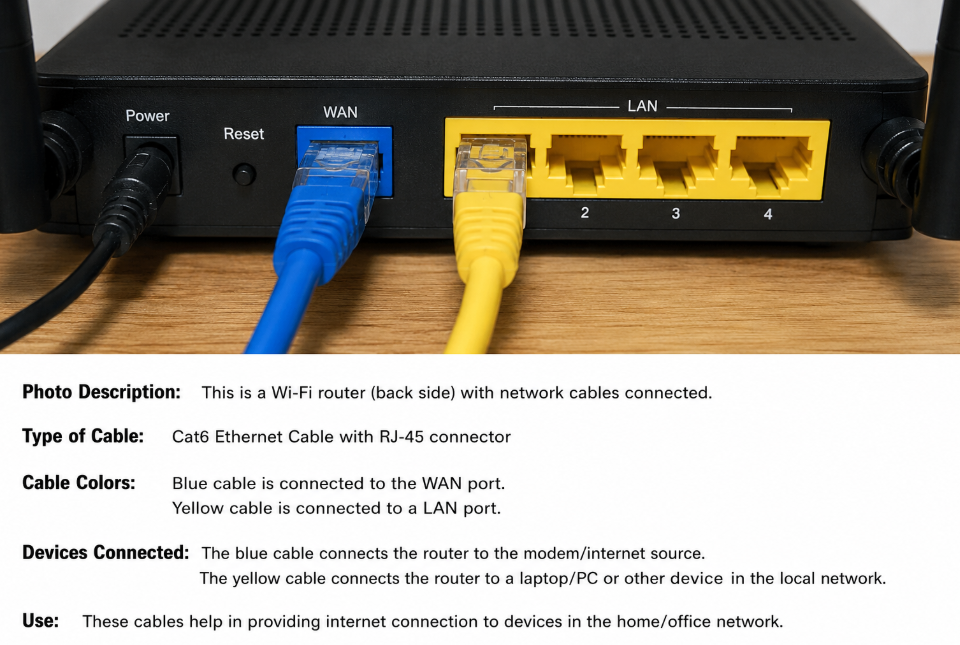 Power
Reset
WAN
LAN
2
3
4
Photo Description: This is a Wi-Fi router (back side) with network cables connected.
Type of Cable: Cat6 Ethernet Cable with RJ-45 connector
Cable Colors: Blue cable is connected to the WAN port.
Yellow cable is connected to a LAN port.
Devices Connected: The blue cable connects the router to the modem/internet source.
The yellow cable connects the router to a laptop/PC or other device in the local network.
Use: These cables help in providing internet connection to devices in the home/office network.